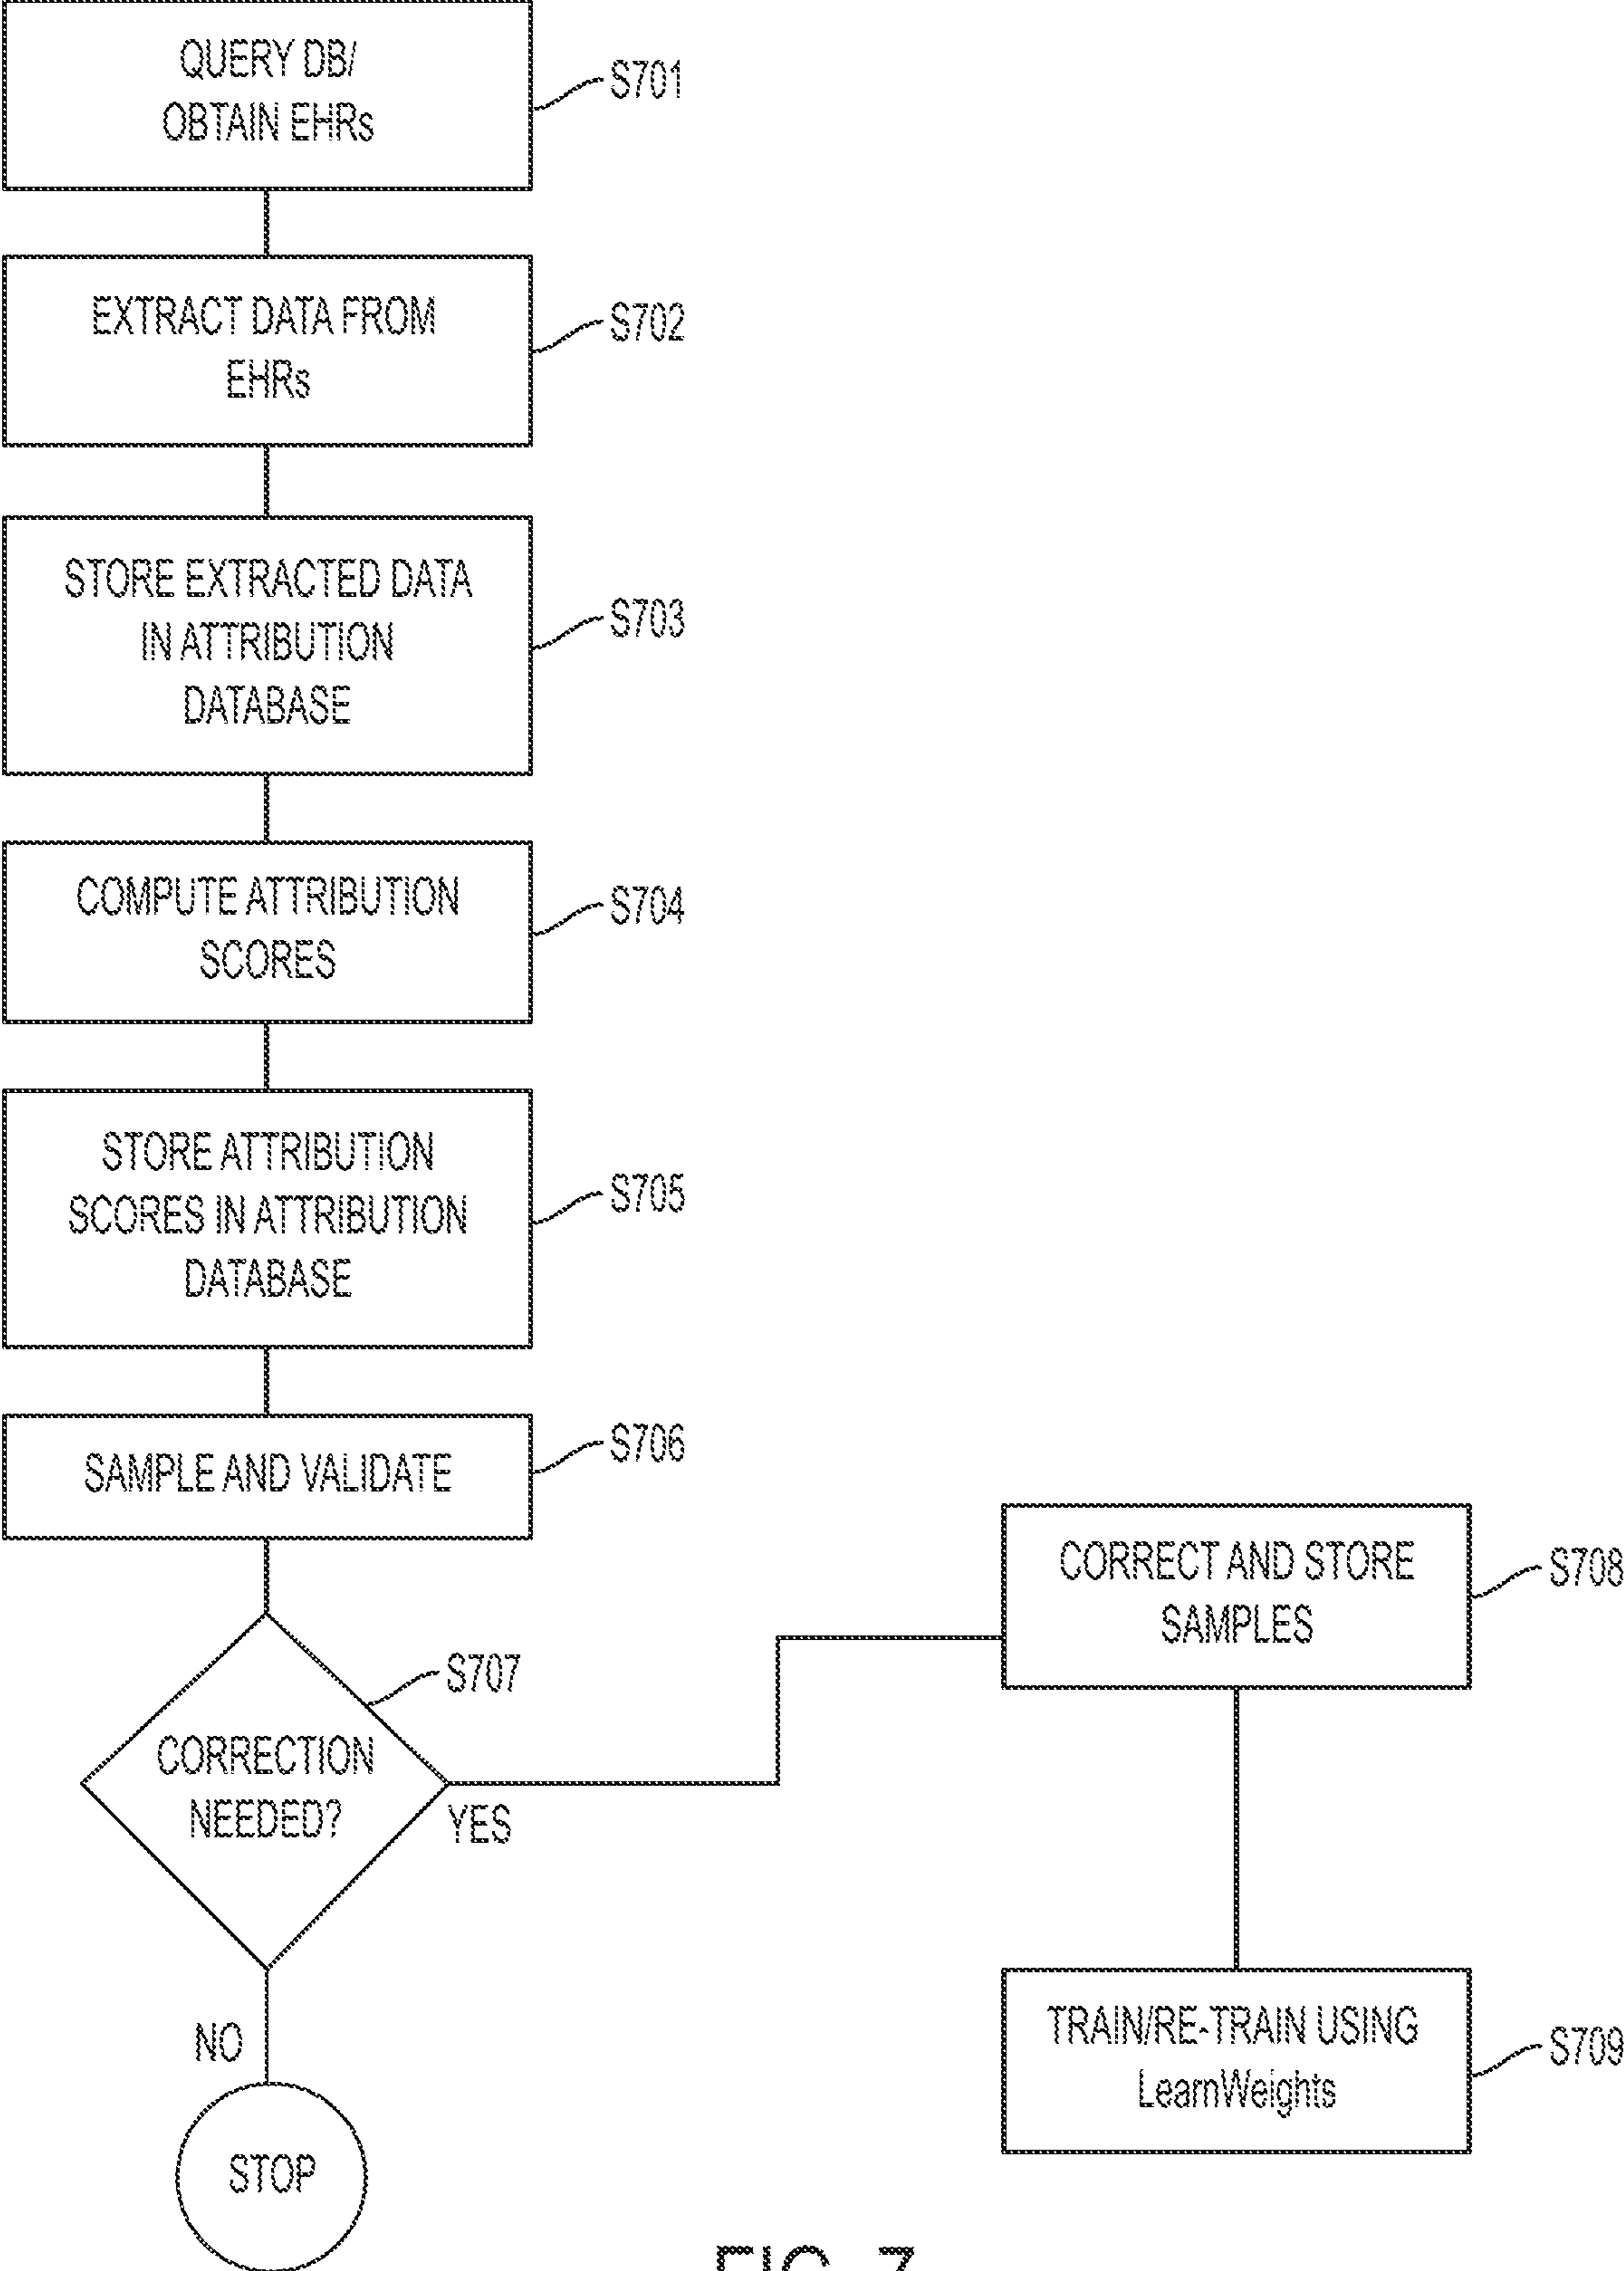 QUERY DB/
OBTAIN EHRs
S701
EXTRACT DATA FROM
EHRs
S702
STORE EXTRACTED DATA
IN ATTRIBUTION
DATABASE
S703
COMPUTE ATTRIBUTION
SCORES
S704
STORE ATTRIBUTION
SCORES IN ATTRIBUTION
DATABASE
S705
SAMPLE AND VALIDATE
S706
CORRECTION
NEEDED?
S707
YES
NO
STOP
CORRECT AND STORE
SAMPLES
S708
TRAIN/RE-TRAIN USING
LearnWeights
S709
FIG. 7